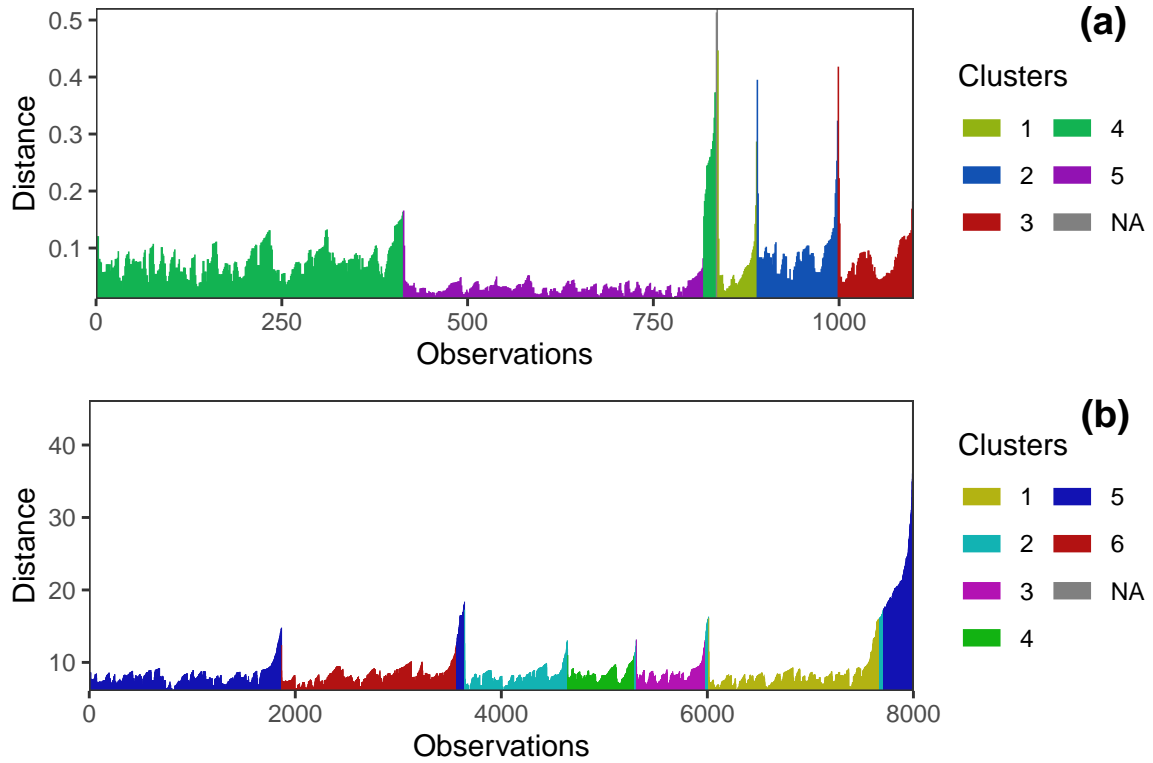 (a)
0.5
0.4
0.3
0.2
0.1
Distance
0 250 500 750 1000
Observations
Clusters
1 4
2 5
3 NA
(b)
40
30
20
10
Distance
0 2000 4000 6000 8000
Observations
Clusters
1 5
2 6
3 NA
4